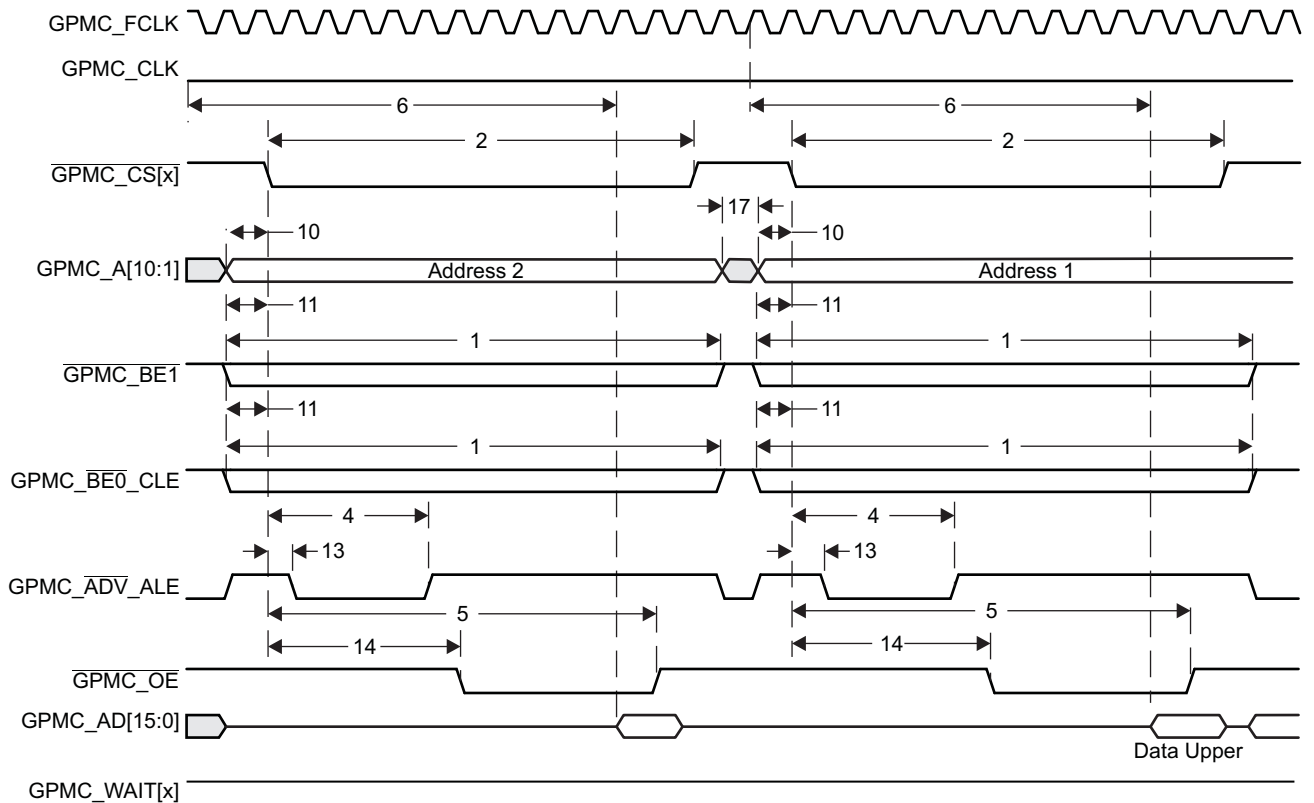 GPMC_FCLK
GPMC_CLK
6 6
2 2
GPMC_CS[x]
17
10 10
GPMC_A[10:1] Address 2 Address 1
11 11
1 1
GPMC_BE1
11 11
1 1
GPMC_BE0_CLE
4 4
13 13
GPMC_ADV_ALE
5 5
14 14
GPMC_OE
GPMC_AD[15:0]
Data Upper
GPMC_WAIT[x]